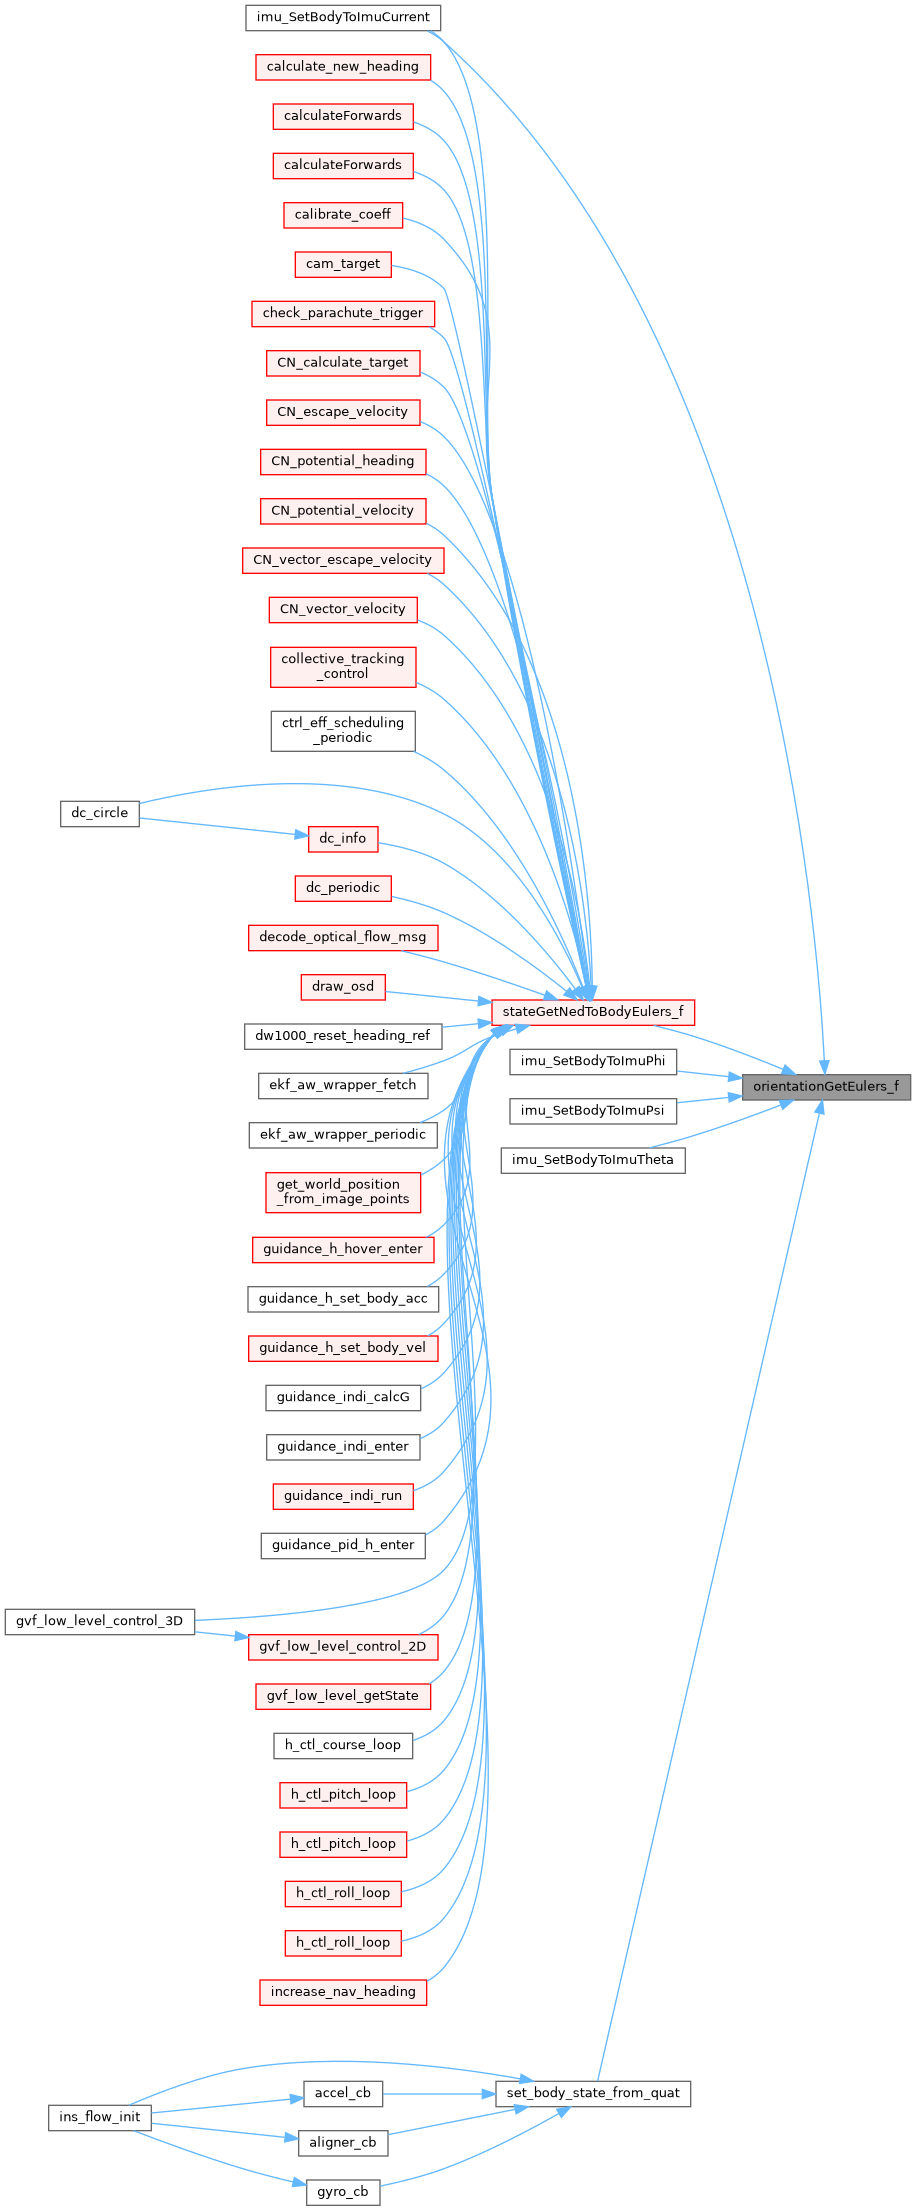 imu_SetBodyToImuCurrent
calculate_new_heading
calculateForwards
calculateForwards
calibrate_coeff
cam_target
check_parachute_trigger
CN_calculate_target
CN_escape_velocity
CN_potential_heading
CN_potential_velocity
CN_vector_escape_velocity
CN_vector_velocity
collective_tracking
_control
ctrl_eff_scheduling
_periodic
dc_circle
dc_info
dc_periodic
decode_optical_flow_msg
draw_osd
stateGetNedToBodyEulers_f
dw1000_reset_heading_ref
imu_SetBodyToImuPhi
ekf_aw_wrapper_fetch
orientationGetEulers_f
imu_SetBodyToImuPsi
ekf_aw_wrapper_periodic
imu_SetBodyToImuTheta
get_world_position
_from_image_points
guidance_h_hover_enter
guidance_h_set_body_acc
guidance_h_set_body_vel
guidance_indi_calcG
guidance_indi_enter
guidance_indi_run
guidance_pid_h_enter
gvf_low_level_control_3D
gvf_low_level_control_2D
gvf_low_level_getState
h_ctl_course_loop
h_ctl_pitch_loop
h_ctl_pitch_loop
h_ctl_roll_loop
h_ctl_roll_loop
increase_nav_heading
accel_cb
set_body_state_from_quat
ins_flow_init
aligner_cb
gyro_cb